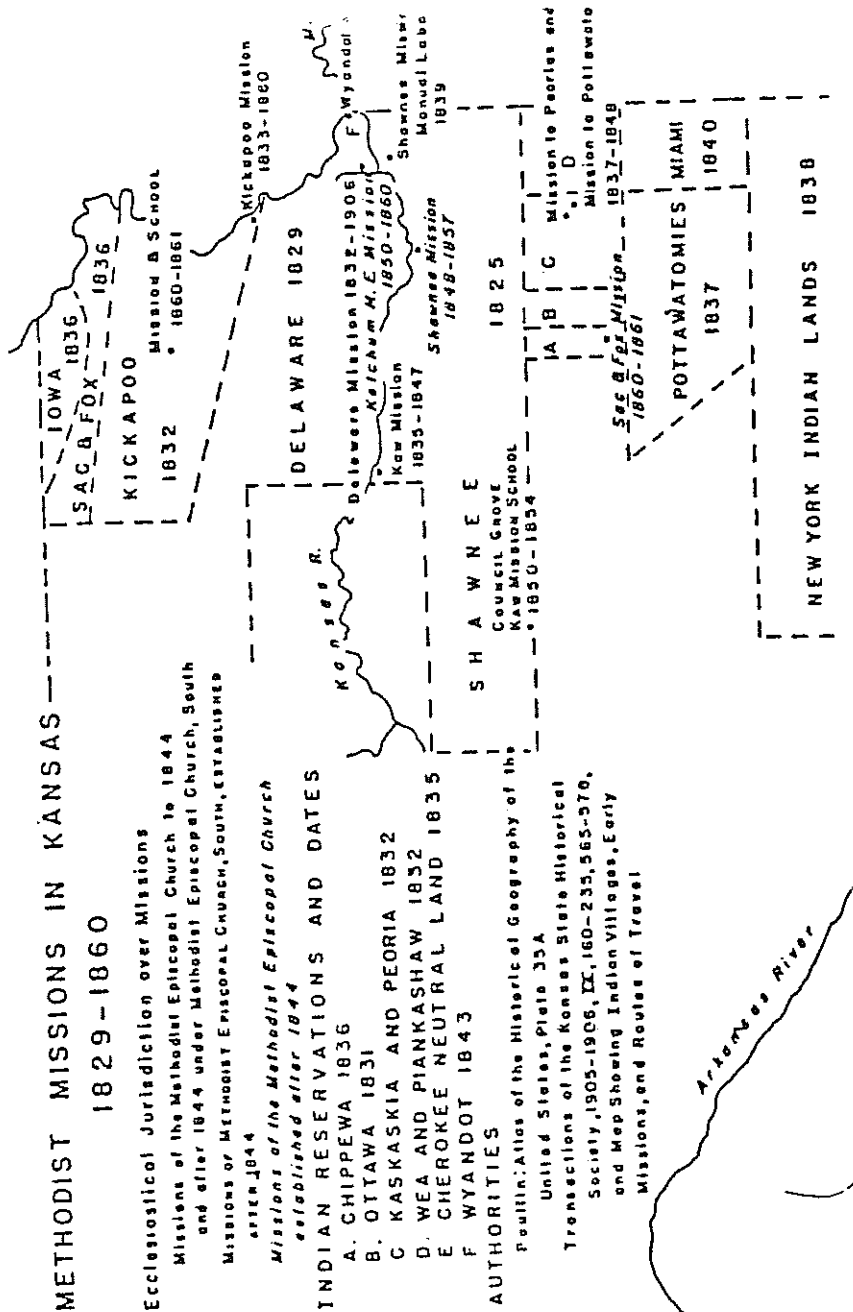 METHODIST MISSIONS IN KANSAS
1829-1860
Ecclesiastical Jurisdiction over Missions
Missions of the Methodist Episcopal Church to 1844
and after 1844 under Methodist Episcopal Church, South
MISSIONS OF METHODIST EPISCOPAL CHURCH, SOUTH, ESTABLISHED
AFTER 1844
Missions of the Methodist Episcopal Church
established after 1844
INDIAN RESERVATIONS AND DATES
A. CHIPPEWA 1836
B. OTTAWA 1831
C KASKASKIA AND PEORIA 1832
D. WEA AND PIANKASHAW 1832
E CHEROKEE NEUTRAL LAND 1835
F WYANDOT 1843
AUTHORITIES
Paullin: Atlas of the Historical Geography of the
United States, Plate 35A
Transactions of the Kansas State Historical
Society, 1905-1906, IX, 160-235, 565-570,
and Map Showing Indian Villages, Early
Missions, and Routes of Travel
Arkansas River
IOWA
1836
SAC & FOX
1836
KICKAPOO
1832
MISSION & SCHOOL
1860-1861
Kickapoo Mission
1833-1860
DELAWARE 1829
Delaware Mission 1832-1906
Ketchum M.E. Mission
1850-1860
F
Wyandot
M.
Kansas R.
Kaw Mission
1835-1847
Shawnee Mission
1848-1857
Shawnee Miss
Manual Labo
1839
SHAWNEE
1825
COUNCIL GROVE
KAW MISSION SCHOOL
1850-1854
A
B
C
D
Mission to Peorias and
Mission to Pottawato
1837-1848
Sac & Fox Mission
1860-1861
POTTAWATOMIES
1837
MIAMI
1840
NEW YORK INDIAN LANDS 1838